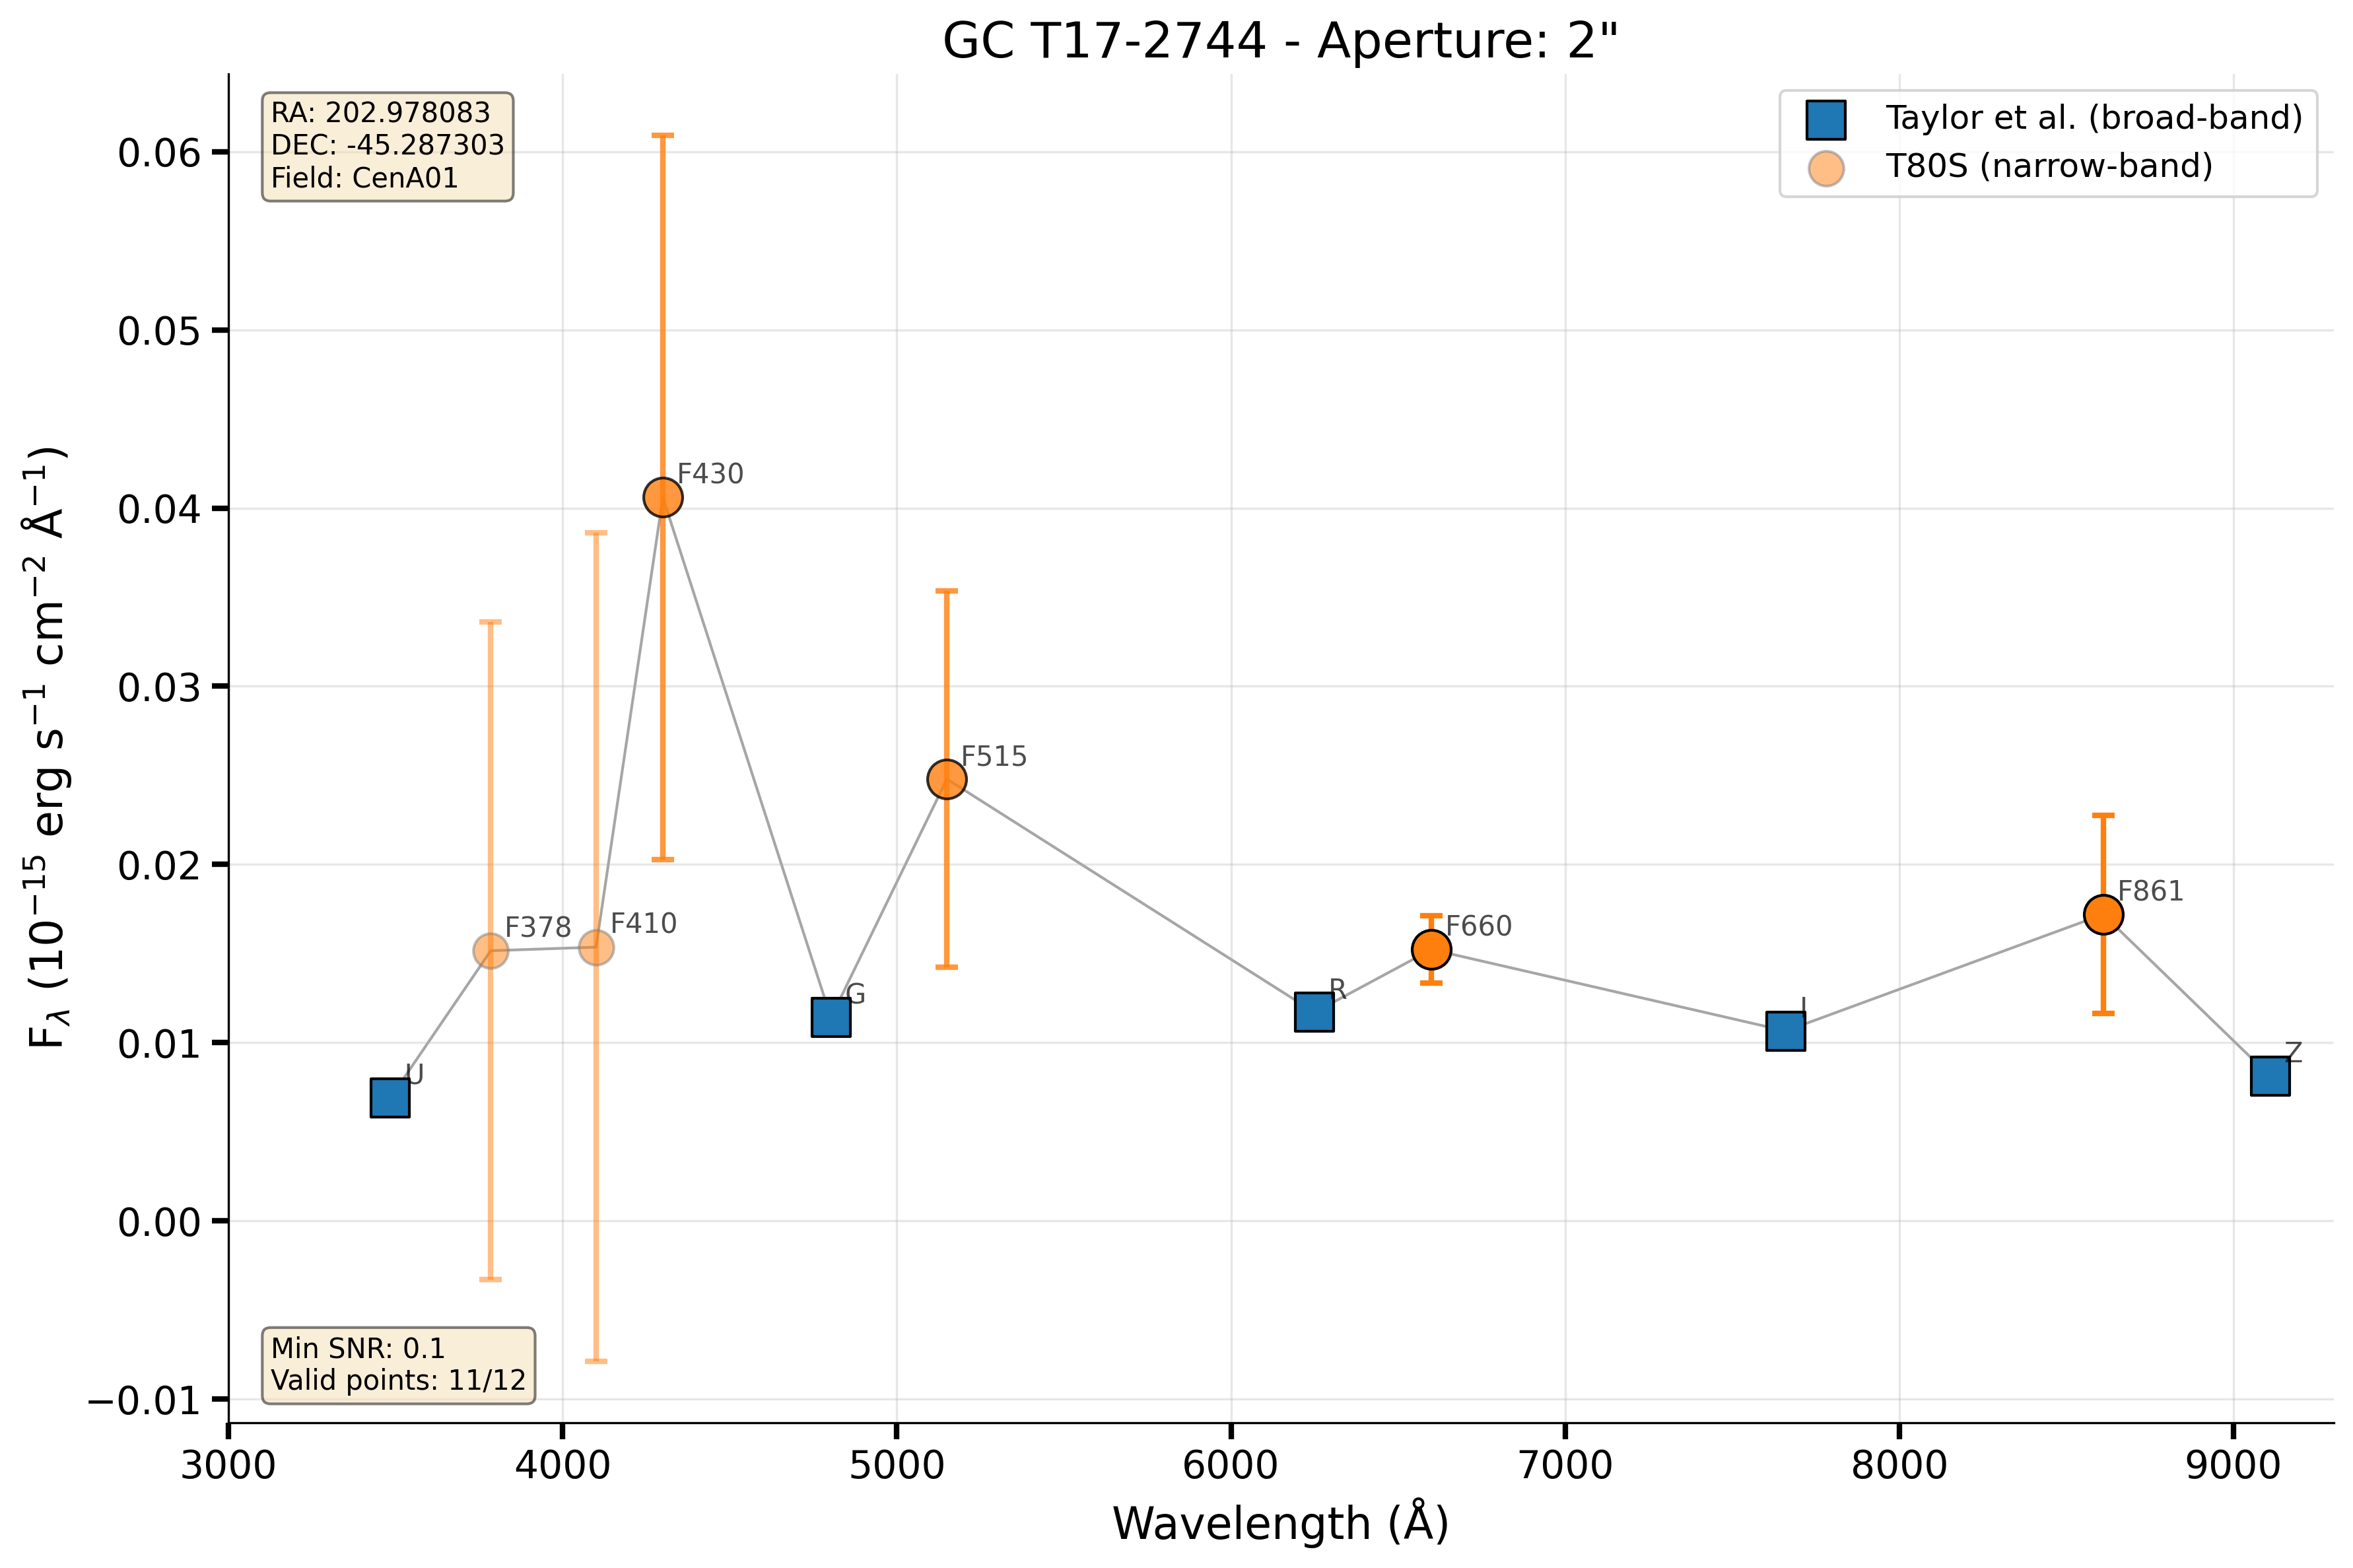 GC T17-2744 - Aperture: 2"
RA: 202.978083
DEC: -45.287303
Field: CenA01
Taylor et al. (broad-band)
T80S (narrow-band)
0.06
0.05
0.04
0.03
0.02
0.01
0.00
−0.01
F_λ (10⁻¹⁵ erg s⁻¹ cm⁻² Å⁻¹)
U
F378
F410
F430
G
F515
R
F660
I
F861
Z
Min SNR: 0.1
Valid points: 11/12
3000 4000 5000 6000 7000 8000 9000
Wavelength (Å)